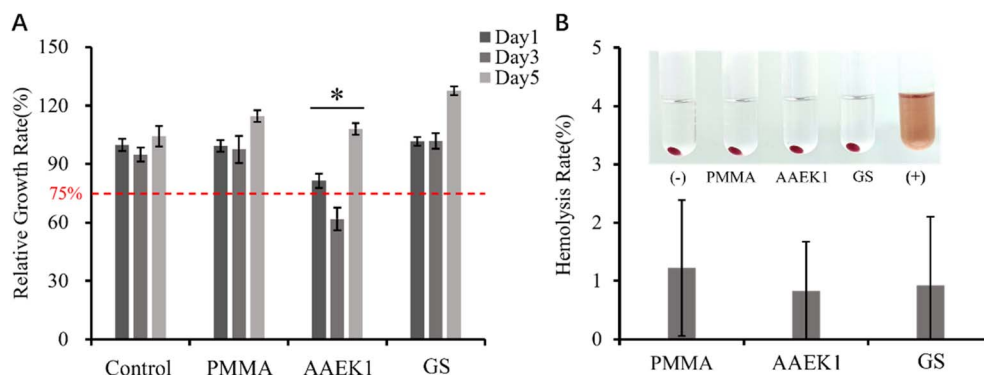 A
Relative Growth Rate(%)
150
120
90
75%
60
30
0
Day1
Day3
Day5
*
Control PMMA AAEK1 GS
B
Hemolysis Rate(%)
5
4
3
2
1
0
(-) PMMA AAEK1 GS (+)
PMMA AAEK1 GS